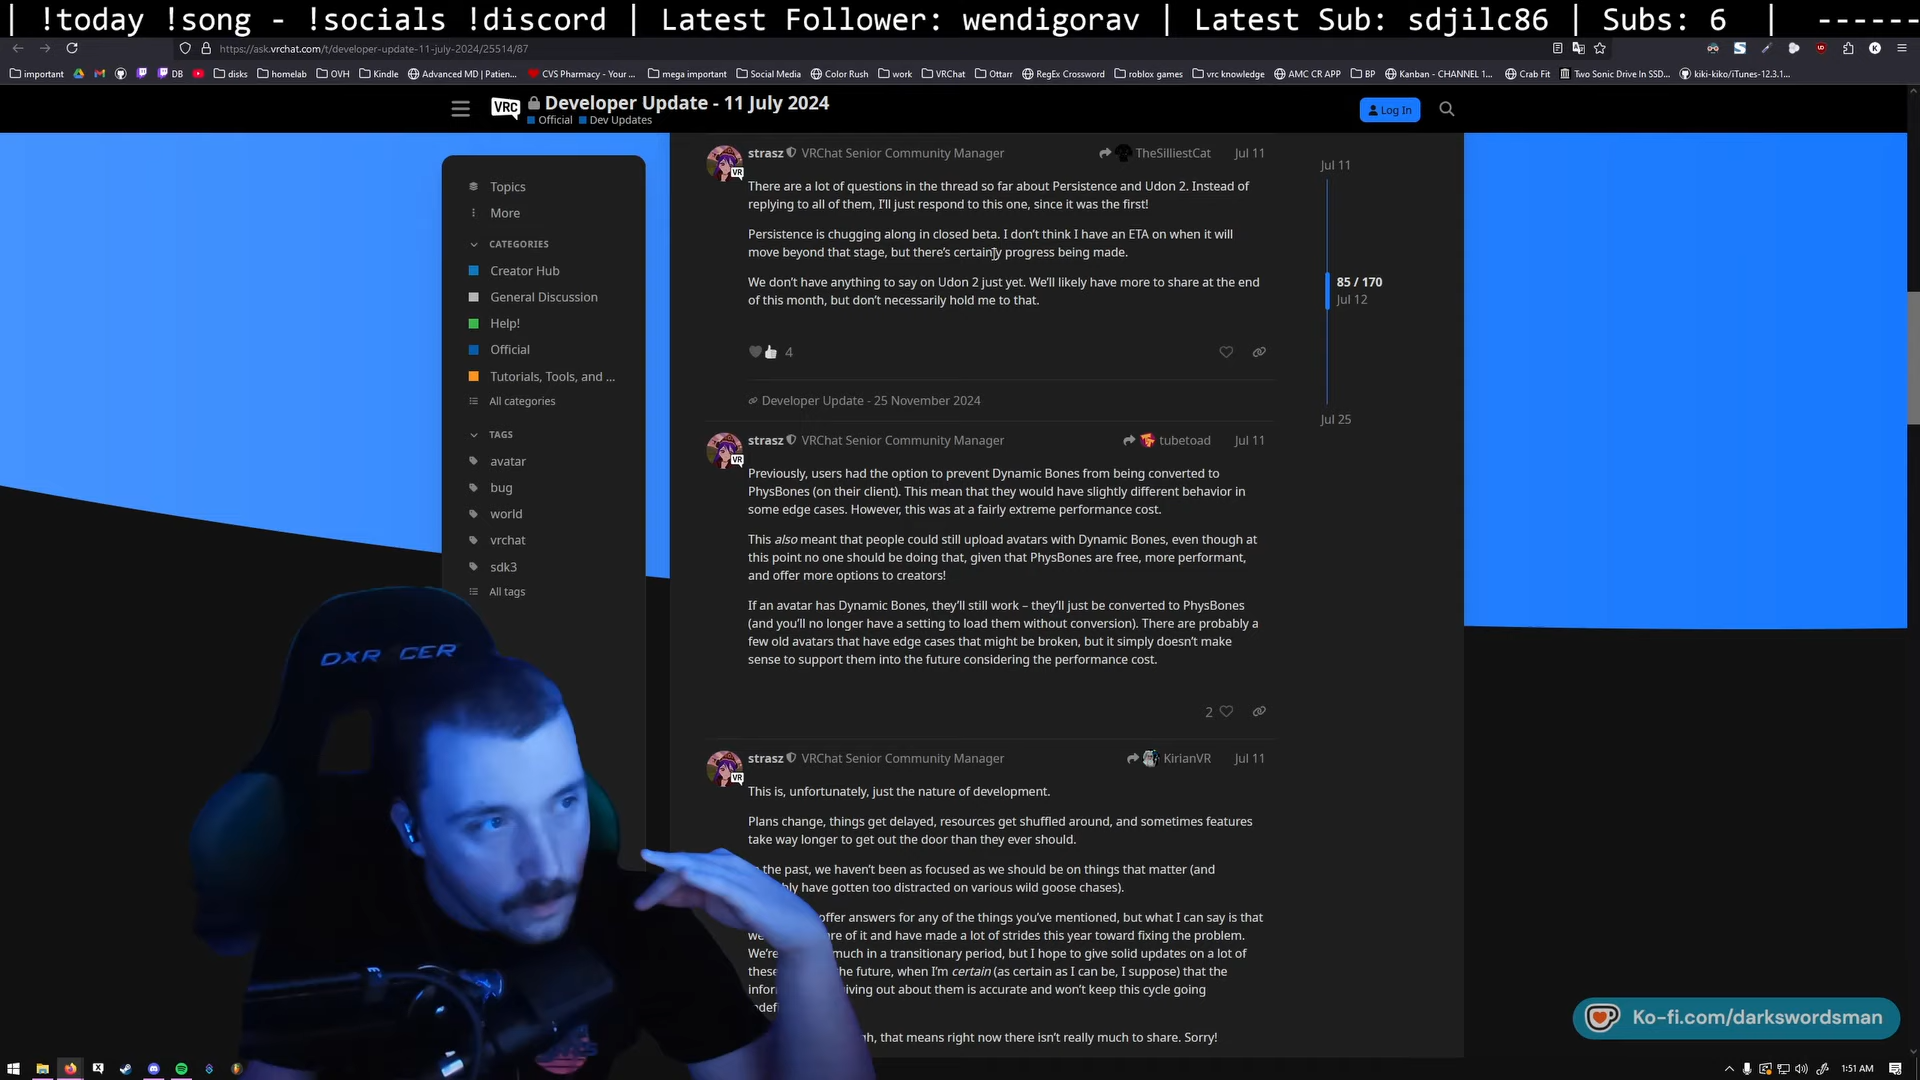 | !today !song - !socials !discord | Latest Follower: wendigorav | Latest Sub: sdjilc86 | Subs: 6 | ------
https://ask.vrchat.com/t/developer-update-11-july-2024/25514/87
important M DB disks homelab OVH Kindle Advanced MD | Patien... CVS Pharmacy - Your ... mega important Social Media Color Rush work VRChat Ottarr RegEx Crossword roblox games vrc knowledge AMC CR APP BP Kanban - CHANNEL 1... Crab Fit Two Sonic Drive In SSD... kiki-kiko/iTunes-12.3.1...
VRC Developer Update - 11 July 2024
Official Dev Updates
Log In
Topics
More
CATEGORIES
Creator Hub
General Discussion
Help!
Official
Tutorials, Tools, and ...
All categories
TAGS
avatar
bug
world
vrchat
sdk3
All tags
strasz VRChat Senior Community Manager TheSilliestCat Jul 11
There are a lot of questions in the thread so far about Persistence and Udon 2. Instead of
replying to all of them, I'll just respond to this one, since it was the first!
Persistence is chugging along in closed beta. I don't think I have an ETA on when it will
move beyond that stage, but there's certainly progress being made.
We don't have anything to say on Udon 2 just yet. We'll likely have more to share at the end
of this month, but don't necessarily hold me to that.
4
Developer Update - 25 November 2024
strasz VRChat Senior Community Manager tubetoad Jul 11
Previously, users had the option to prevent Dynamic Bones from being converted to
PhysBones (on their client). This mean that they would have slightly different behavior in
some edge cases. However, this was at a fairly extreme performance cost.
This also meant that people could still upload avatars with Dynamic Bones, even though at
this point no one should be doing that, given that PhysBones are free, more performant,
and offer more options to creators!
If an avatar has Dynamic Bones, they'll still work – they'll just be converted to PhysBones
(and you'll no longer have a setting to load them without conversion). There are probably a
few old avatars that have edge cases that might be broken, but it simply doesn't make
sense to support them into the future considering the performance cost.
2
strasz VRChat Senior Community Manager KirianVR Jul 11
This is, unfortunately, just the nature of development.
Plans change, things get delayed, resources get shuffled around, and sometimes features
take way longer to get out the door than they ever should.
the past, we haven't been as focused as we should be on things that matter (and
have gotten too distracted on various wild goose chases).
offer answers for any of the things you've mentioned, but what I can say is that
of it and have made a lot of strides this year toward fixing the problem.
We're much in a transitionary period, but I hope to give solid updates on a lot of
these the future, when I'm certain (as certain as I can be, I suppose) that the
giving out about them is accurate and won't keep this cycle going
that means right now there isn't really much to share. Sorry!
Jul 11
85 / 170
Jul 12
Jul 25
DXR CER
Ko-fi.com/darkswordsman
1:51 AM